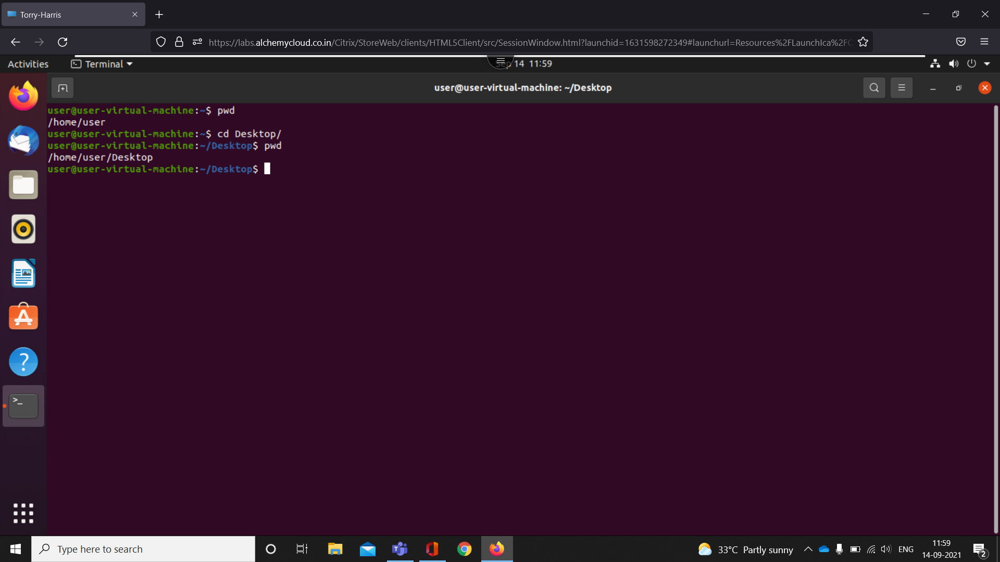 Torry-Harris
https://labs.alchemycloud.co.in/Citrix/StoreWeb/clients/HTML5Client/src/SessionWindow.html?launchid=1631598272349#launchurl=Resources%2FLaunchIca%2FC
Activities
Terminal
Sep 14 11:59
user@user-virtual-machine: ~/Desktop
user@user-virtual-machine:~$ pwd
/home/user
user@user-virtual-machine:~$ cd Desktop/
user@user-virtual-machine:~/Desktop$ pwd
/home/user/Desktop
user@user-virtual-machine:~/Desktop$
>_
Type here to search
33°C Partly sunny
ENG
11:59
14-09-2021
2